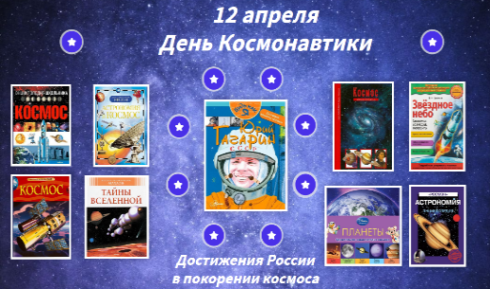 12 апреля
День Космонавтики
КОСМОС
КОСМОС
Юрий
Гагарин
СССР
Космос
Звёздное
небо
КОСМОС
ТАЙНЫ
ВСЕЛЕННОЙ
ПЛАНЕТЫ
АСТРОНОМИЯ
Достижения России
в покорении космоса